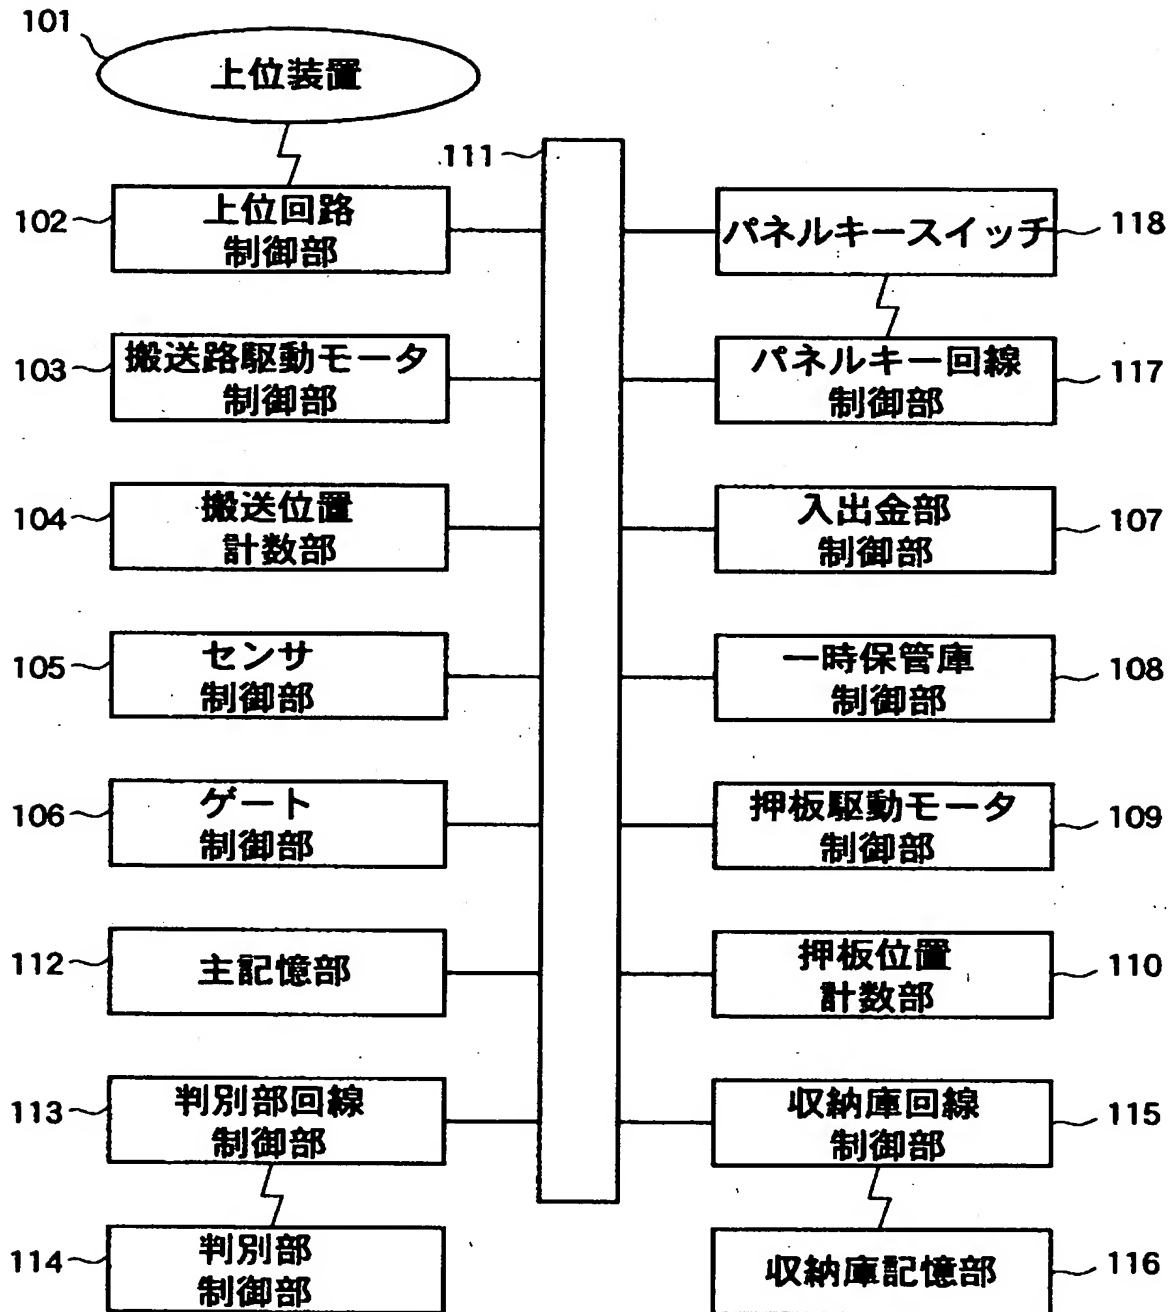 101
上位装置
111
102
上位回路
制御部
パネルキースイッチ
118
103
搬送路駆動モータ
制御部
パネルキー回線
制御部
117
104
搬送位置
計数部
入出金部
制御部
107
105
センサ
制御部
一時保管庫
制御部
108
106
ゲート
制御部
押板駆動モータ
制御部
109
112
主記憶部
押板位置
計数部
110
113
判別部回線
制御部
収納庫回線
制御部
115
114
判別部
制御部
収納庫記憶部
116